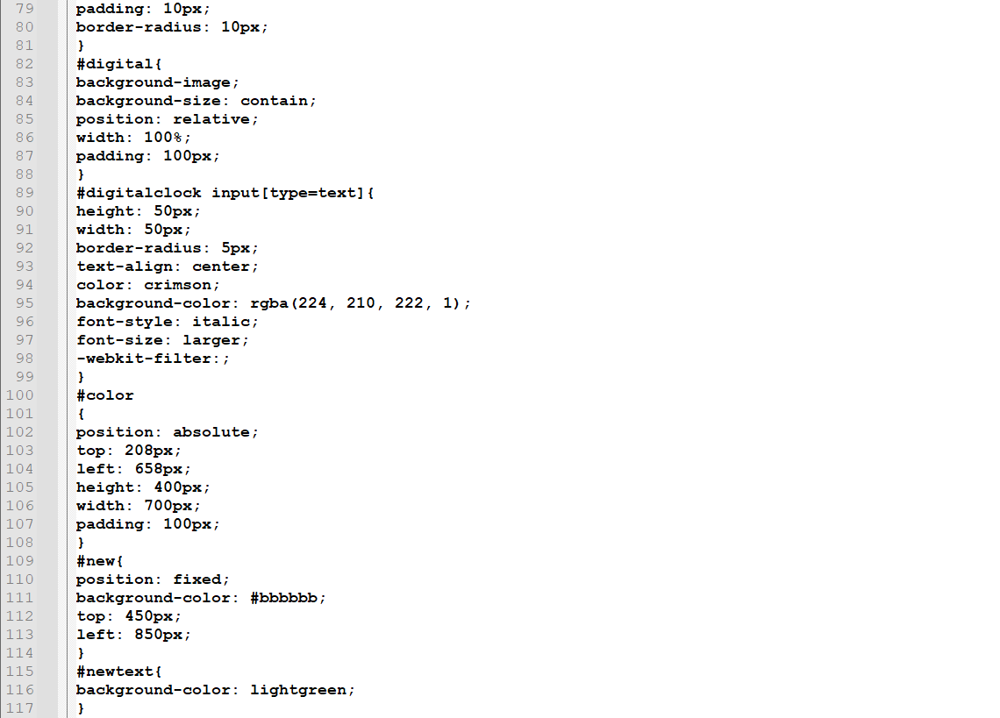 79 padding: 10px;
80 border-radius: 10px;
81 }
82 #digital{
83 background-image;
84 background-size: contain;
85 position: relative;
86 width: 100%;
87 padding: 100px;
88 }
89 #digitalclock input[type=text]{
90 height: 50px;
91 width: 50px;
92 border-radius: 5px;
93 text-align: center;
94 color: crimson;
95 background-color: rgba(224, 210, 222, 1);
96 font-style: italic;
97 font-size: larger;
98 -webkit-filter:;
99 }
100 #color
101 {
102 position: absolute;
103 top: 208px;
104 left: 658px;
105 height: 400px;
106 width: 700px;
107 padding: 100px;
108 }
109 #new{
110 position: fixed;
111 background-color: #bbbbbb;
112 top: 450px;
113 left: 850px;
114 }
115 #newtext{
116 background-color: lightgreen;
117 }